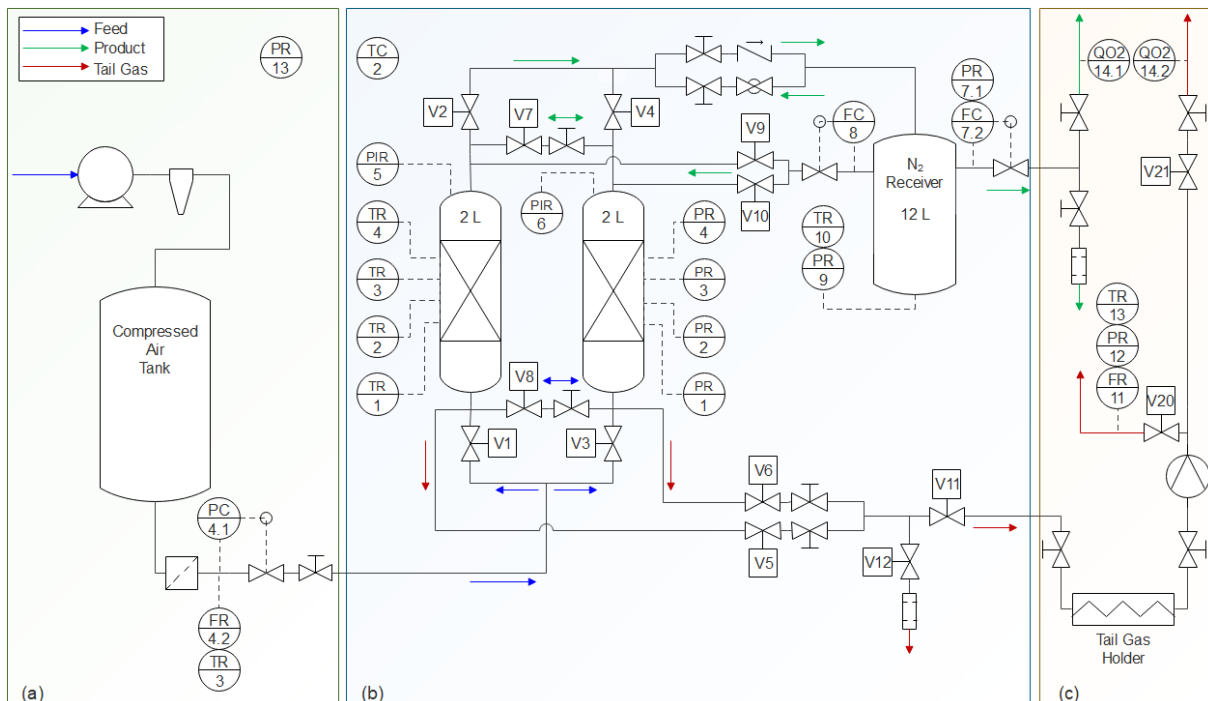 Feed
Product
Tail Gas
PR
13
Compressed
Air
Tank
PC
4.1
FR
4.2
TR
3
(a)
TC
2
V2
V7
V4
PIR
5
PIR
6
TR
4
TR
3
TR
2
TR
1
2 L
2 L
PR
4
PR
3
PR
2
PR
1
V8
V1
V3
V9
V10
FC
8
TR
10
PR
9
N₂
Receiver
12 L
PR
7.1
FC
7.2
V6
V5
V11
V12
(b)
QO2
14.1
QO2
14.2
V21
TR
13
PR
12
FR
11
V20
Tail Gas
Holder
(c)